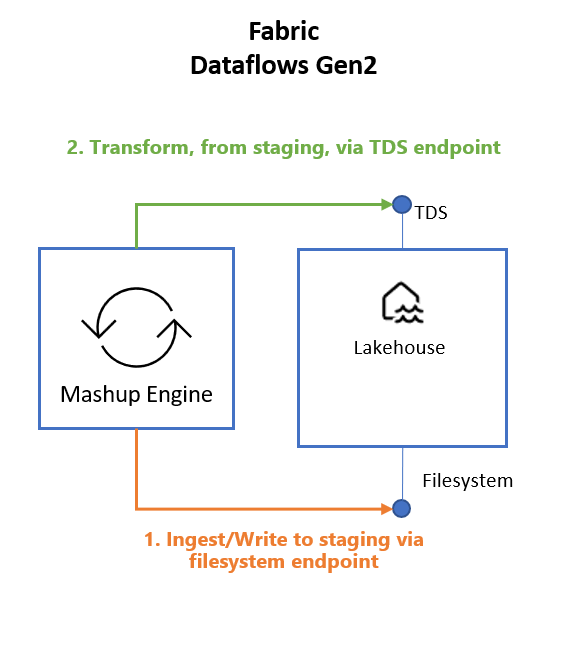 Fabric
Dataflows Gen2
2. Transform, from staging, via TDS endpoint
TDS
Lakehouse
Mashup Engine
Filesystem
1. Ingest/Write to staging via
filesystem endpoint